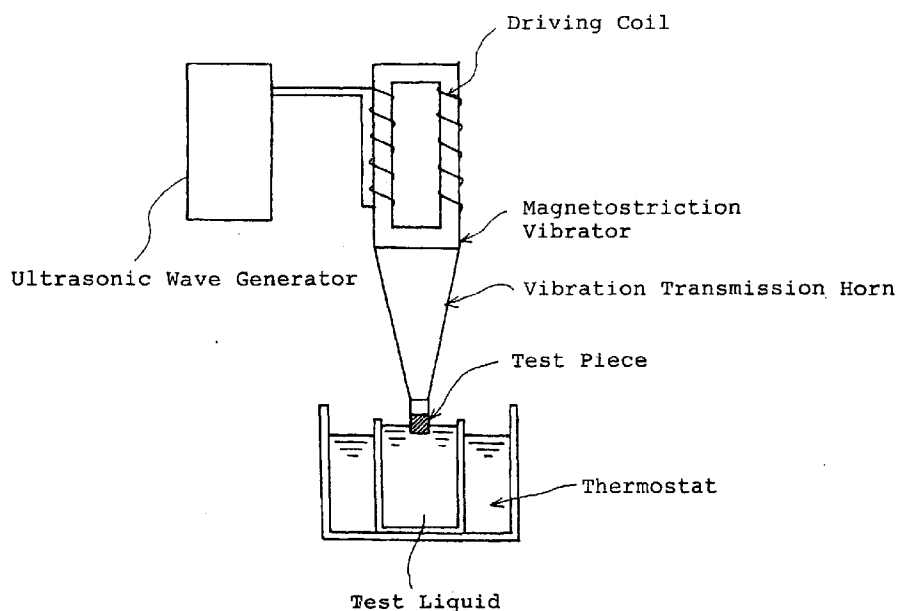 Driving Coil
Magnetostriction
Vibrator
Ultrasonic Wave Generator
Vibration Transmission Horn
Test Piece
Thermostat
Test Liquid